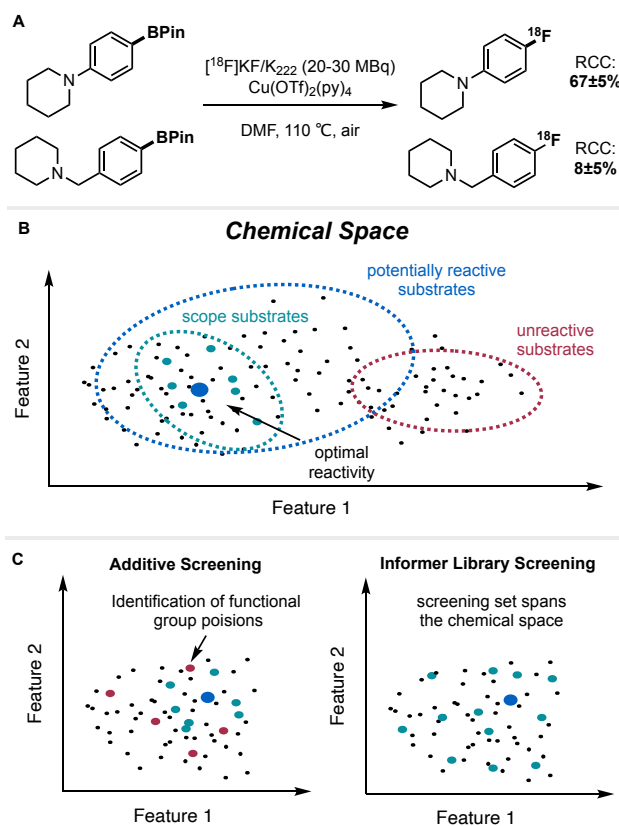 A
BPin
N
[¹⁸F]KF/K₂₂₂ (20-30 MBq)
Cu(OTf)₂(py)₄
DMF, 110 ℃, air
¹⁸F
N
RCC:
67±5%
BPin
N
¹⁸F
N
RCC:
8±5%
B
Chemical Space
potentially reactive
substrates
scope substrates
unreactive
substrates
optimal
reactivity
Feature 2
Feature 1
C
Additive Screening
Identification of functional
group poisions
Feature 2
Feature 1
Informer Library Screening
screening set spans
the chemical space
Feature 2
Feature 1